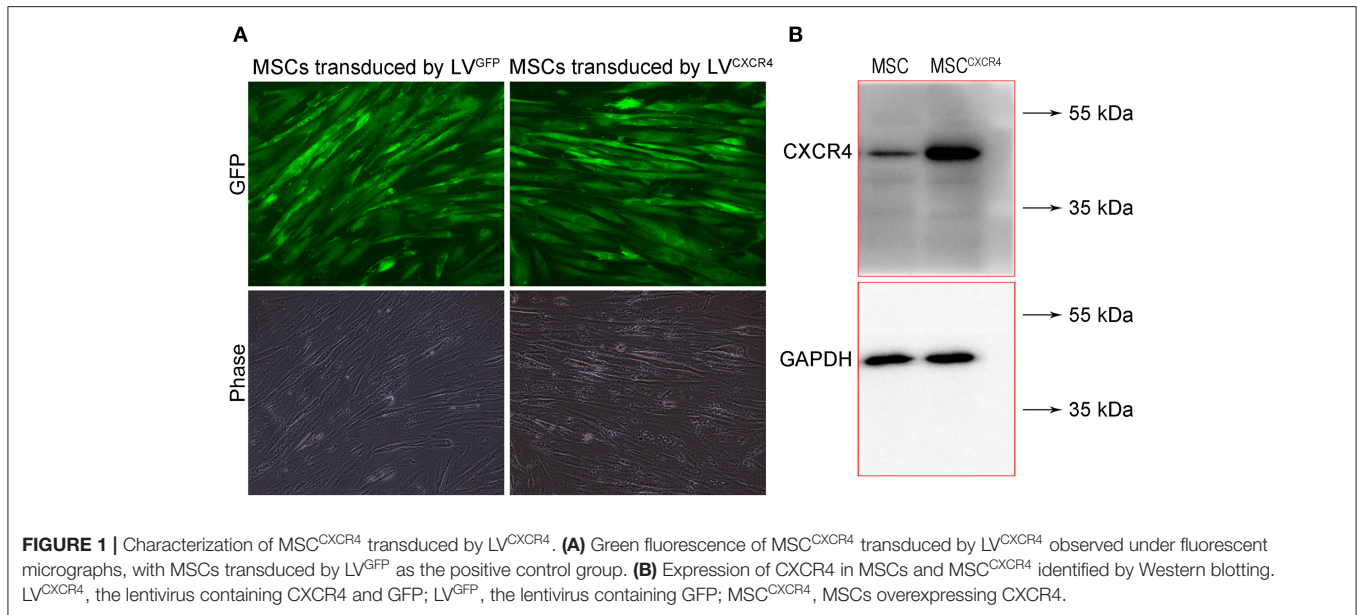 A
MSCs transduced by LVGFP MSCs transduced by LVCXCR4
GFP
Phase
B
MSC MSCCXCR4
55 kDa
CXCR4
35 kDa
55 kDa
GAPDH
35 kDa
FIGURE 1 | Characterization of MSCCXCR4 transduced by LVCXCR4. (A) Green fluorescence of MSCCXCR4 transduced by LVCXCR4 observed under fluorescent
micrographs, with MSCs transduced by LVGFP as the positive control group. (B) Expression of CXCR4 in MSCs and MSCCXCR4 identified by Western blotting.
LVCXCR4, the lentivirus containing CXCR4 and GFP; LVGFP, the lentivirus containing GFP; MSCCXCR4, MSCs overexpressing CXCR4.